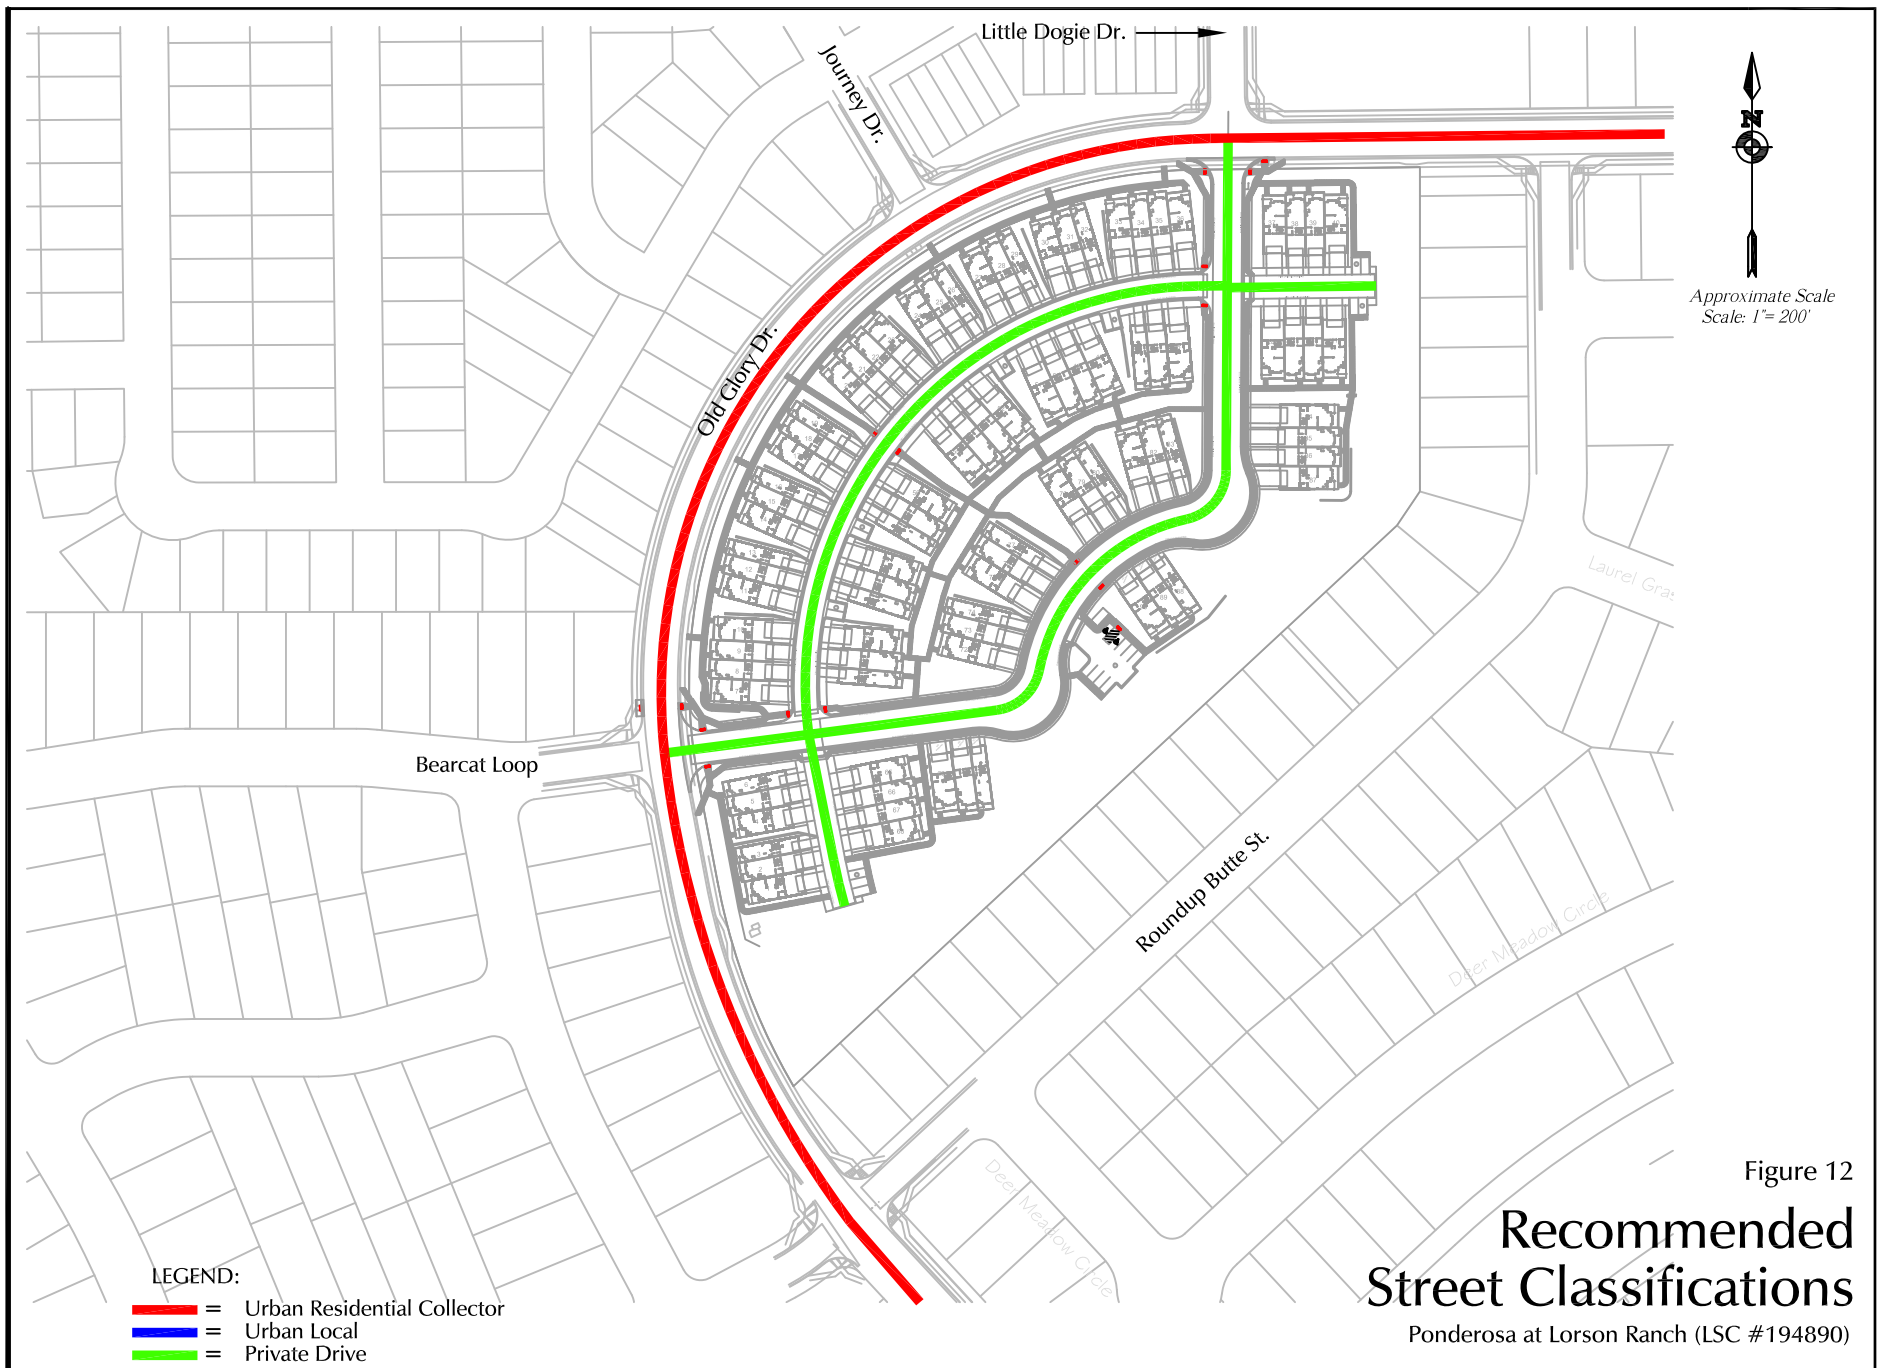 Little Dogie Dr.
Journey Dr.
N
Approximate Scale
Scale: 1"= 200'
Old Glory Dr.
Bearcat Loop
Roundup Butte St.
Deer Meadow Circle
Deer Meadow Circle
Figure 12
Recommended
Street Classifications
Ponderosa at Lorson Ranch (LSC #194890)
LEGEND:
= Urban Residential Collector
= Urban Local
= Private Drive